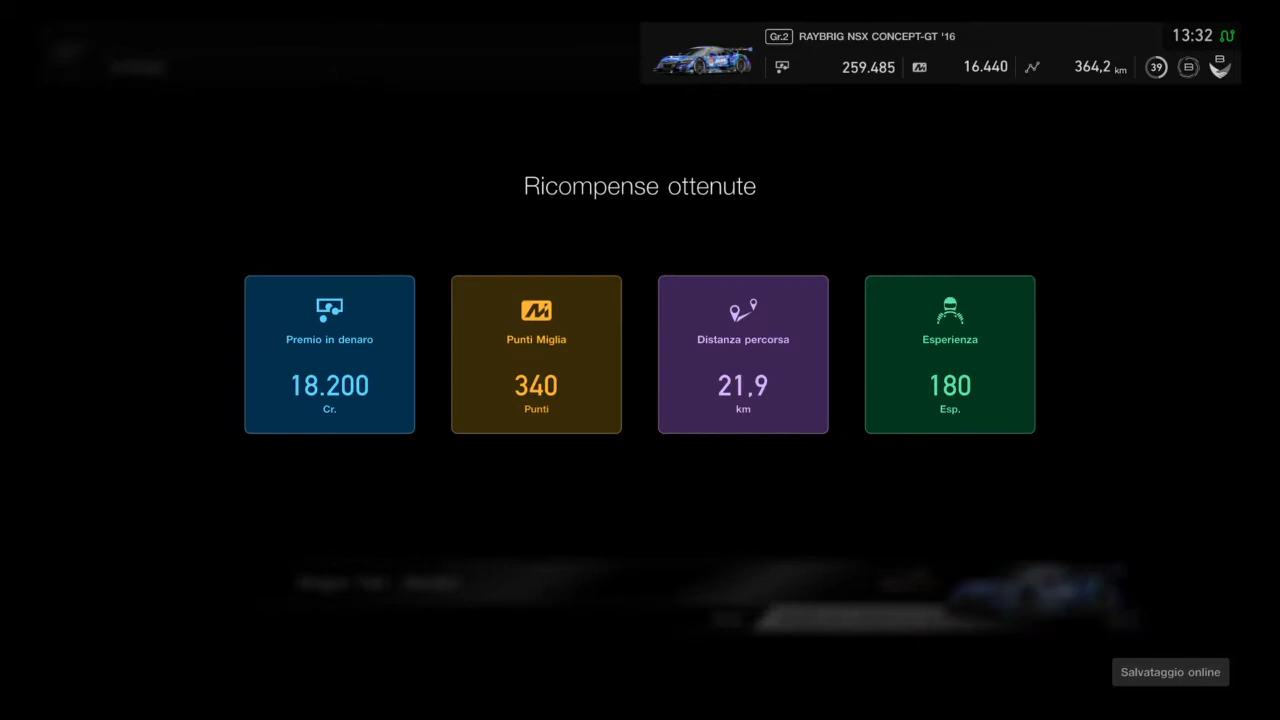 Gr.2 RAYBRIG NSX CONCEPT-GT '16
13:32
259.485 16.440 364,2 km 39 B B
Ricompense ottenute
Premio in denaro
18.200
Cr.
Punti Miglia
340
Punti
Distanza percorsa
21,9
km
Esperienza
180
Esp.
Salvataggio online